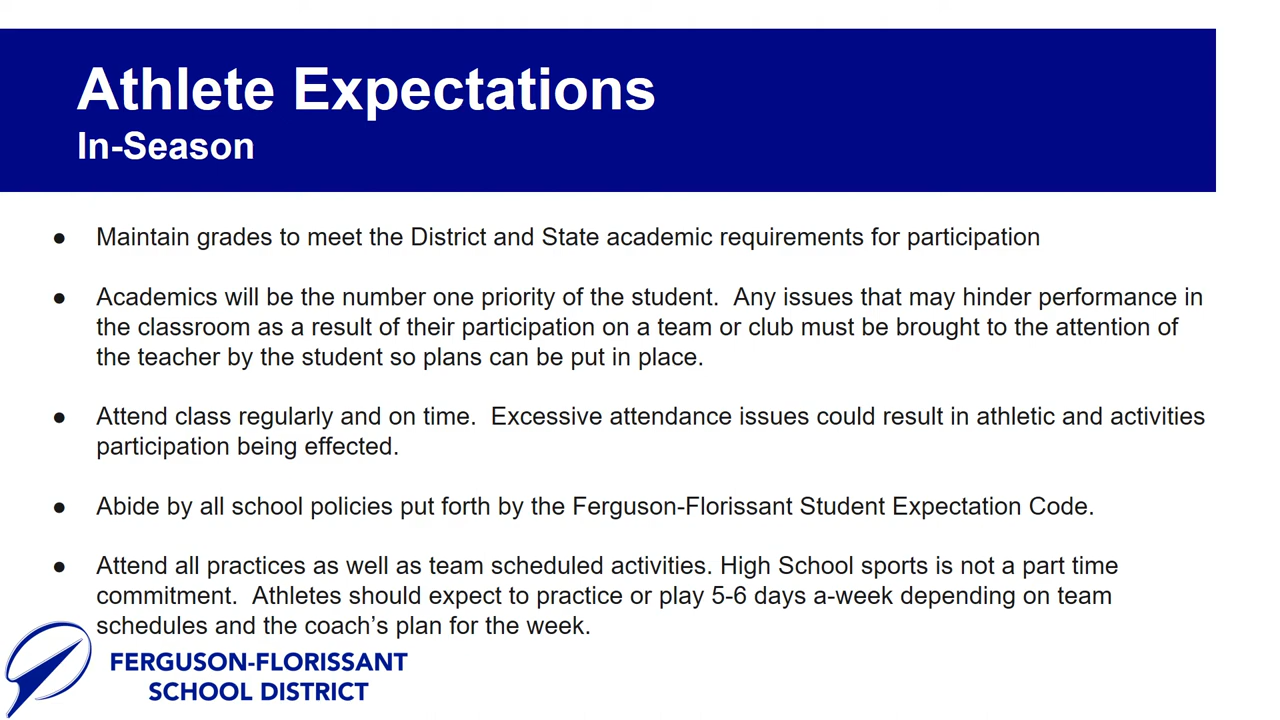 Athlete Expectations
In-Season
● Maintain grades to meet the District and State academic requirements for participation
● Academics will be the number one priority of the student.  Any issues that may hinder performance in
the classroom as a result of their participation on a team or club must be brought to the attention of
the teacher by the student so plans can be put in place.
● Attend class regularly and on time.  Excessive attendance issues could result in athletic and activities
participation being effected.
● Abide by all school policies put forth by the Ferguson-Florissant Student Expectation Code.
● Attend all practices as well as team scheduled activities. High School sports is not a part time
commitment.  Athletes should expect to practice or play 5-6 days a-week depending on team
schedules and the coach’s plan for the week.
FERGUSON-FLORISSANT
SCHOOL DISTRICT